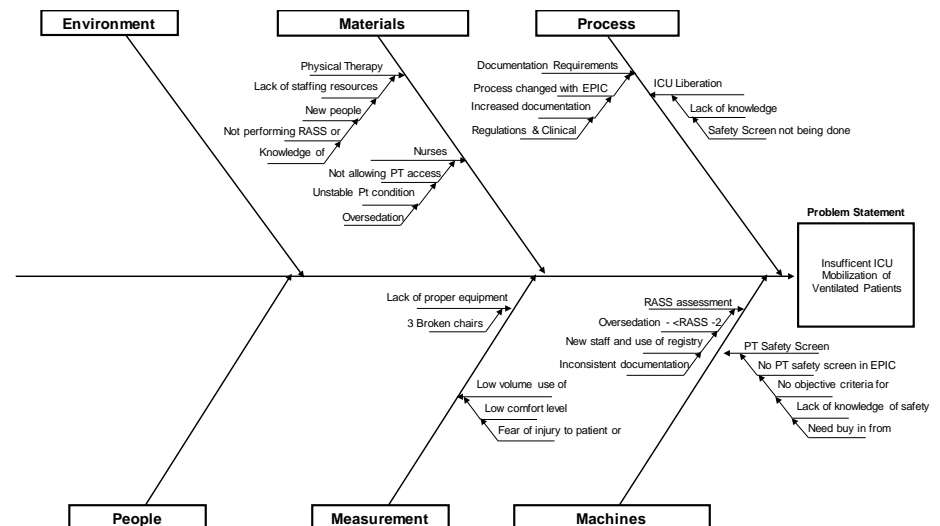 Environment
Materials
Process
Physical Therapy
Lack of staffing resources
New people
Not performing RASS or
Knowledge of
Nurses
Not allowing PT access
Unstable Pt condition
Oversedation
Documentation Requirements
Process changed with EPIC
Increased documentation
Regulations & Clinical
ICU Liberation
Lack of knowledge
Safety Screen not being done
Problem Statement
Insufficient ICU
Mobilization of
Ventilated Patients
Lack of proper equipment
3 Broken chairs
Low volume use of
Low comfort level
Fear of injury to patient or
RASS assessment
Oversedation - <RASS -2
New staff and use of registry
Inconsistent documentation
PT Safety Screen
No PT safety screen in EPIC
No objective criteria for
Lack of knowledge of safety
Need buy in from
People
Measurement
Machines